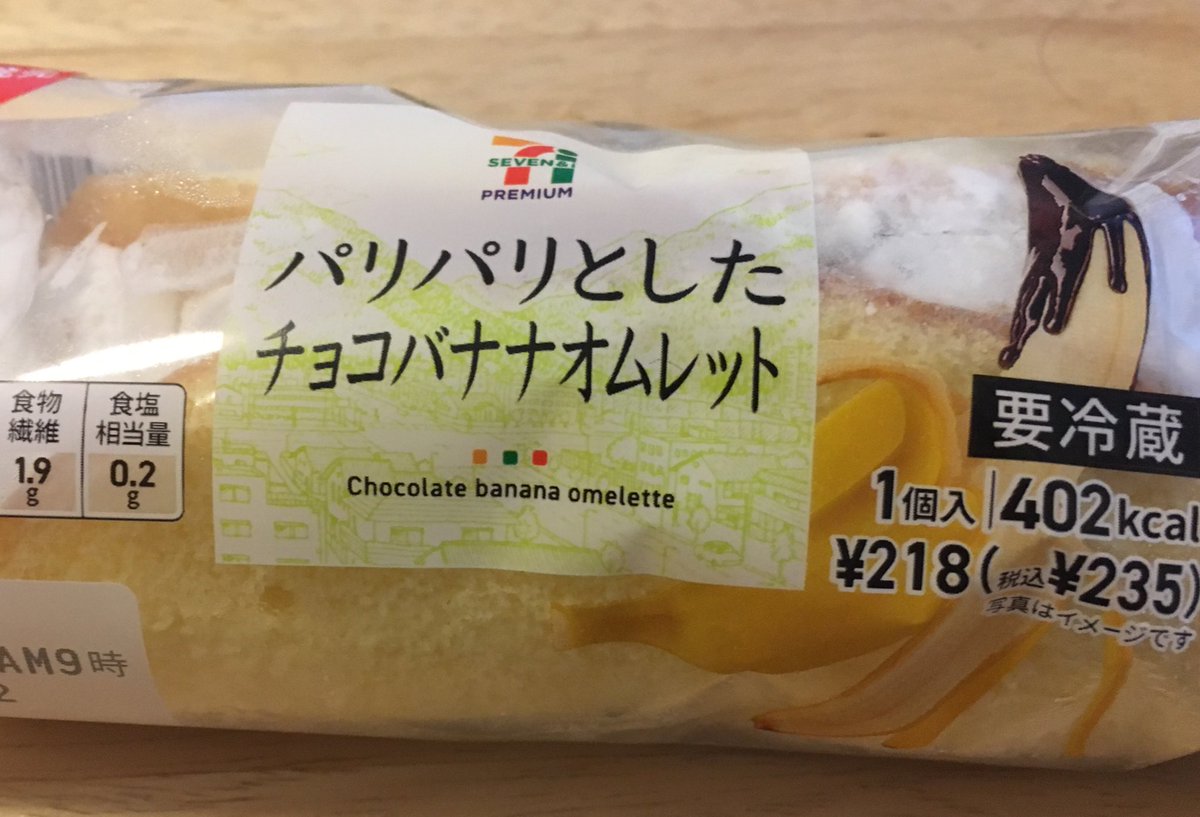 SEVEN&i
PREMIUM
パリパリとした
チョコバナナオムレット
Chocolate banana omelette
食物
繊維
1.9
g
食塩
相当量
0.2
g
要冷蔵
1個入 402kcal
¥218(税込¥235)
写真はイメージです
AM9時
2